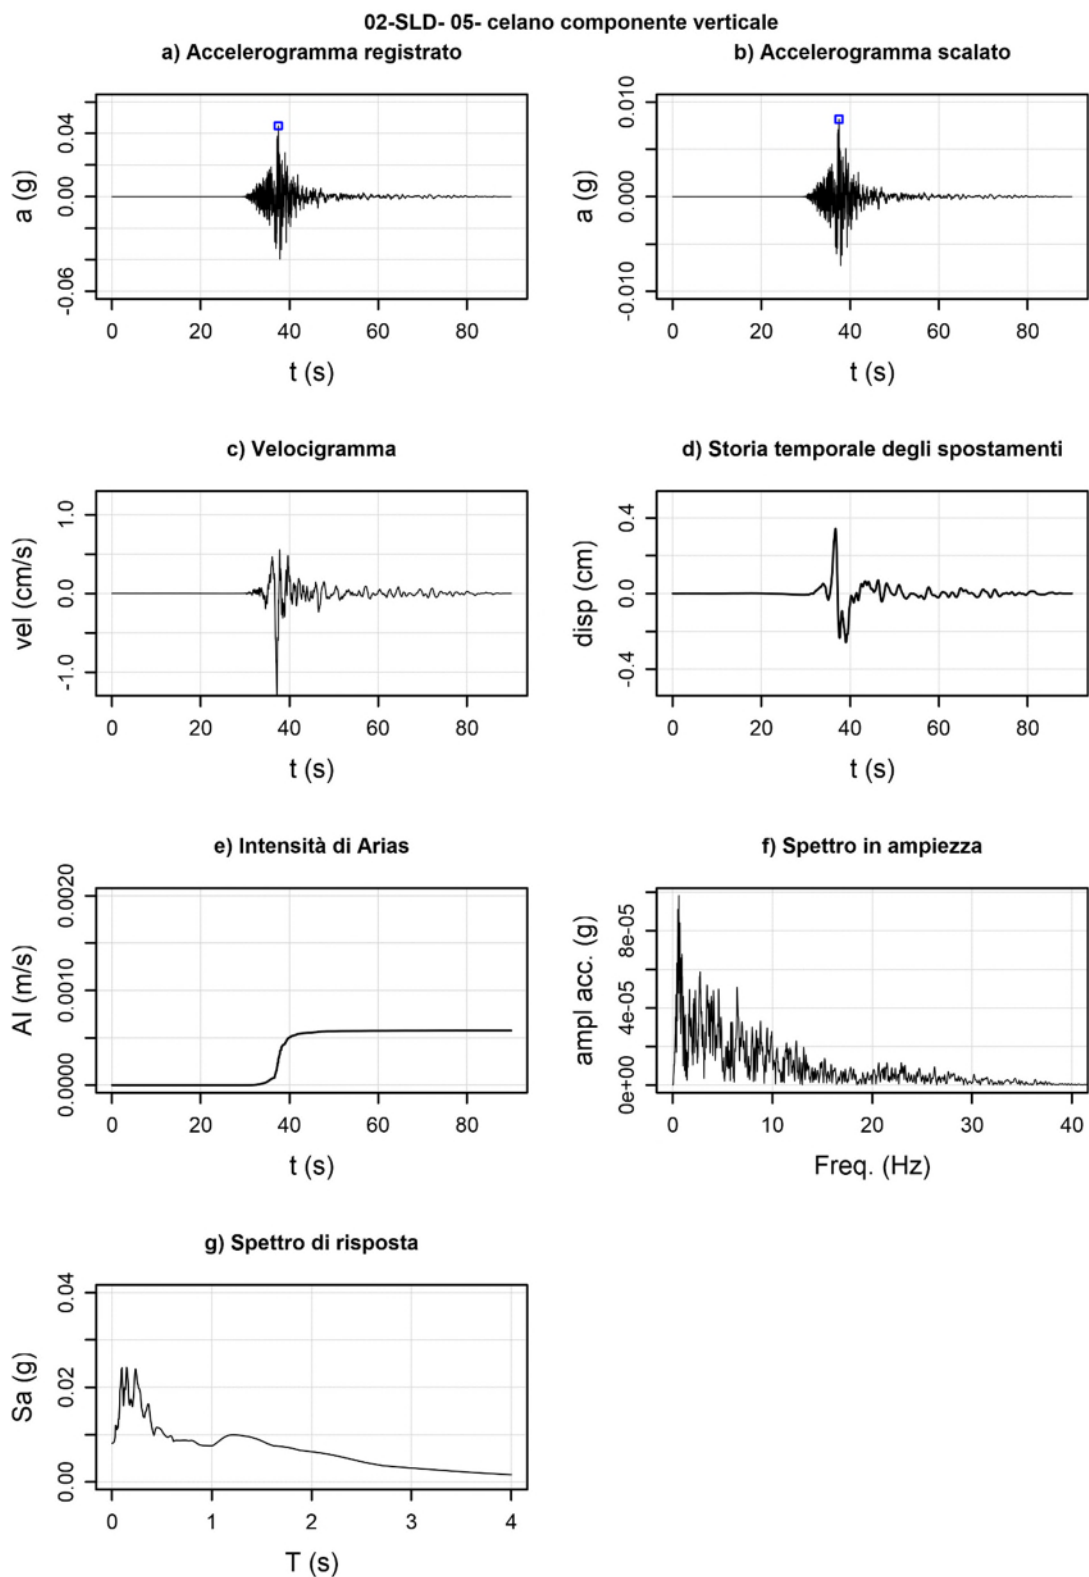 02-SLD- 05- celano componente verticale
a) Accelerogramma registrato
a (g)
0.04
0.00
-0.06
0 20 40 60 80
t (s)
b) Accelerogramma scalato
a (g)
0.010
0.000
-0.010
0 20 40 60 80
t (s)
c) Velocigramma
vel (cm/s)
1.0
0.0
-1.0
0 20 40 60 80
t (s)
d) Storia temporale degli spostamenti
disp (cm)
0.4
0.0
-0.4
0 20 40 60 80
t (s)
e) Intensità di Arias
AI (m/s)
0.0020
0.0010
0.0000
0 20 40 60 80
t (s)
f) Spettro in ampiezza
ampl acc. (g)
8e-05
4e-05
0e+00
0 10 20 30 40
Freq. (Hz)
g) Spettro di risposta
Sa (g)
0.04
0.02
0.00
0 1 2 3 4
T (s)